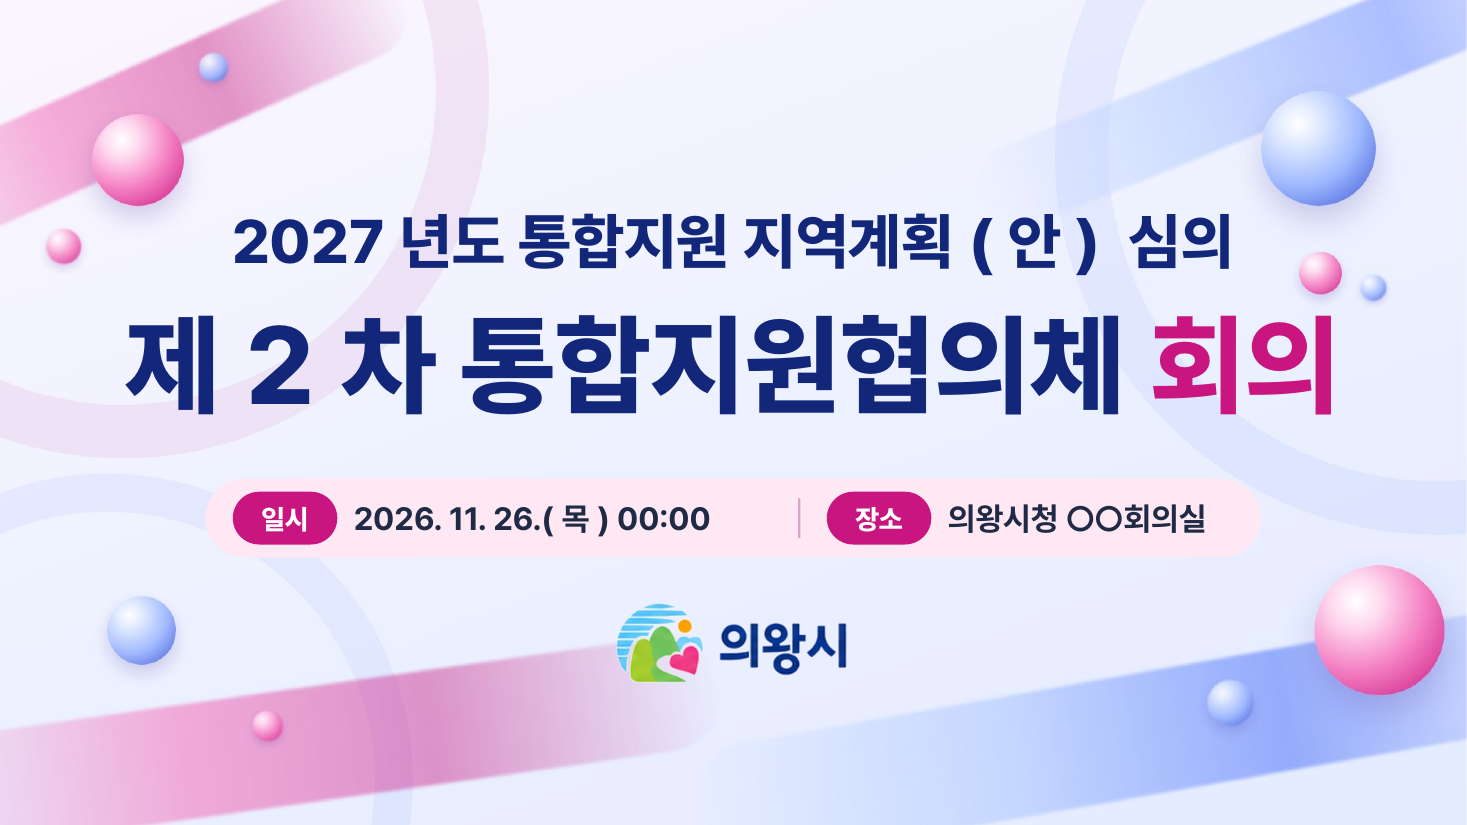 2027 년도 통합지원 지역계획 ( 안 ) 심의
제 2 차 통합지원협의체 회의
일시 2026. 11. 26.( 목 ) 00:00 장소 의왕시청 ○○회의실
의왕시